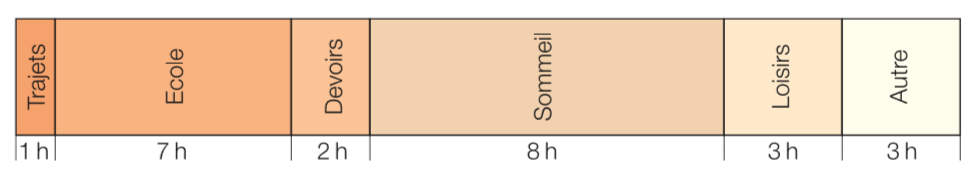 Trajets
Ecole
Devoirs
Sommeil
Loisirs
Autre
1 h
7 h
2 h
8 h
3 h
3 h